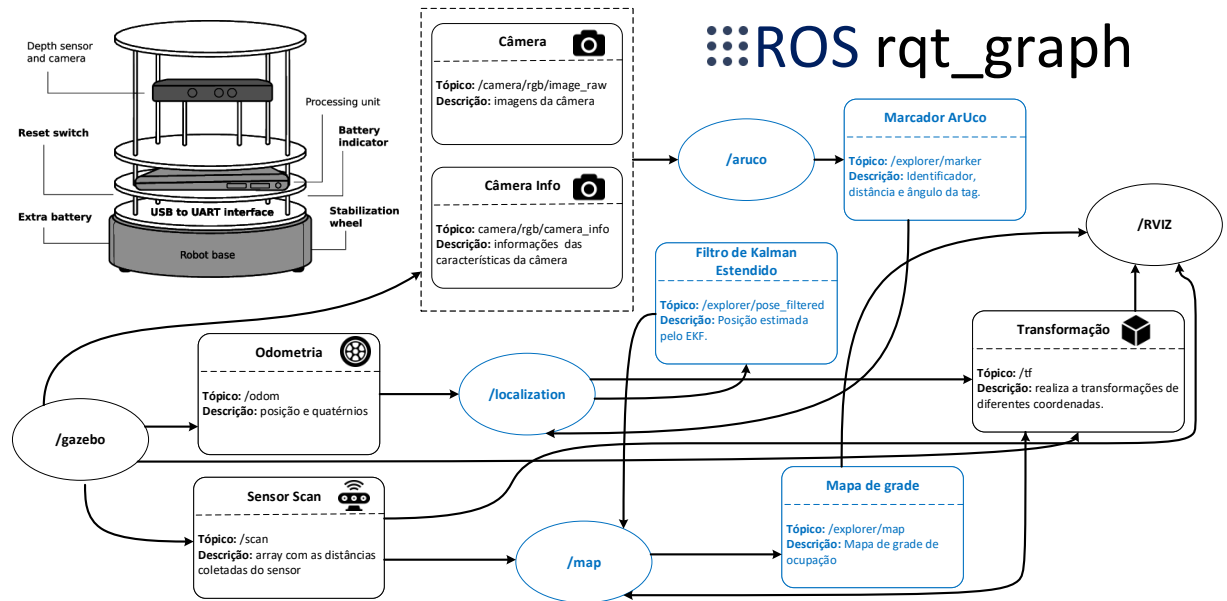 ROS rqt_graph
Depth sensor
and camera
Processing unit
Reset switch
Battery
indicator
Extra battery
USB to UART interface
Stabilization
wheel
Robot base
Câmera
Tópico: /camera/rgb/image_raw
Descrição: imagens da câmera
Câmera Info
Tópico: camera/rgb/camera_info
Descrição: informações das
características da câmera
/aruco
Marcador ArUco
Tópico: /explorer/marker
Descrição: Identificador,
distância e ângulo da tag.
/RVIZ
Filtro de Kalman
Estendido
Tópico: /explorer/pose_filtered
Descrição: Posição estimada
pelo EKF.
Transformação
Tópico: /tf
Descrição: realiza a transformações de
diferentes coordenadas.
Odometria
Tópico: /odom
Descrição: posição e quatérnios
/localization
/gazebo
Sensor Scan
Tópico: /scan
Descrição: array com as distâncias
coletadas do sensor
/map
Mapa de grade
Tópico: /explorer/map
Descrição: Mapa de grade de
ocupação